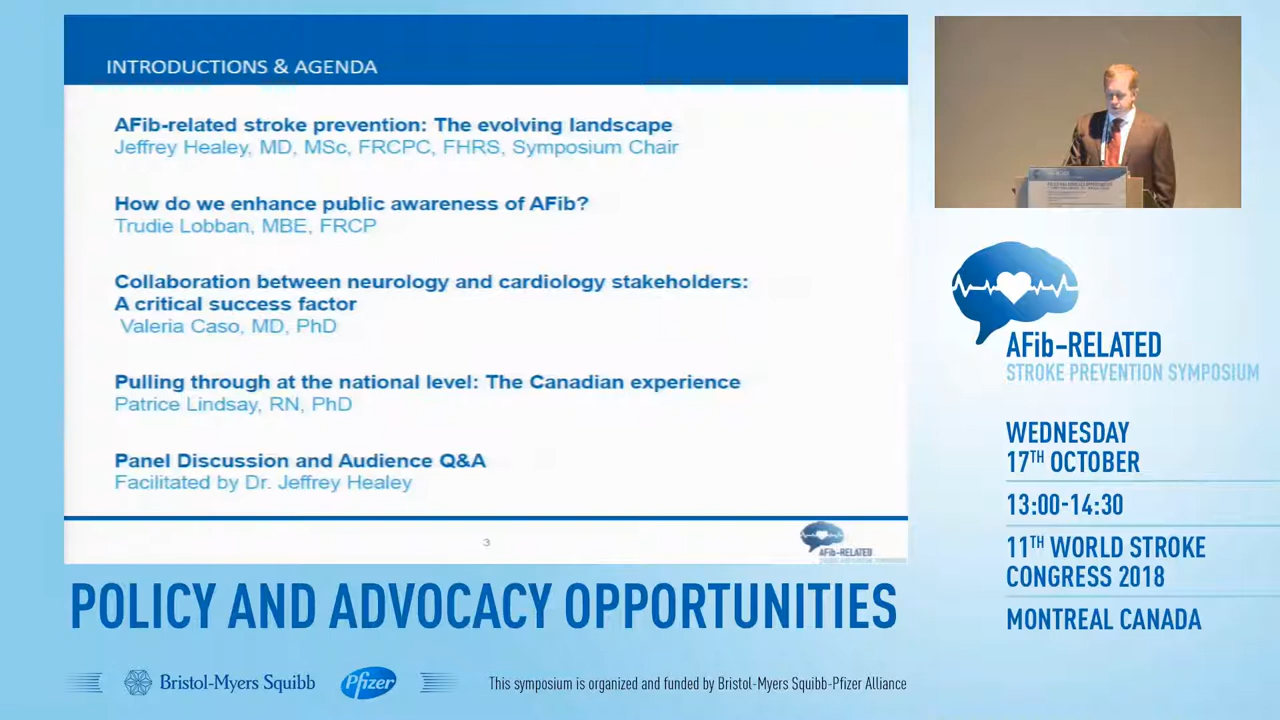 INTRODUCTIONS & AGENDA
AFib-related stroke prevention: The evolving landscape
Jeffrey Healey, MD, MSc, FRCPC, FHRS, Symposium Chair
How do we enhance public awareness of AFib?
Trudie Lobban, MBE, FRCP
Collaboration between neurology and cardiology stakeholders:
A critical success factor
Valeria Caso, MD, PhD
Pulling through at the national level: The Canadian experience
Patrice Lindsay, RN, PhD
Panel Discussion and Audience Q&A
Facilitated by Dr. Jeffrey Healey
3
AFib-RELATED
POLICY AND ADVOCACY OPPORTUNITIES
Bristol-Myers Squibb
Pfizer
This symposium is organized and funded by Bristol-Myers Squibb-Pfizer Alliance
AFib-RELATED
STROKE PREVENTION SYMPOSIUM
WEDNESDAY
17TH OCTOBER
13:00-14:30
11TH WORLD STROKE
CONGRESS 2018
MONTREAL CANADA